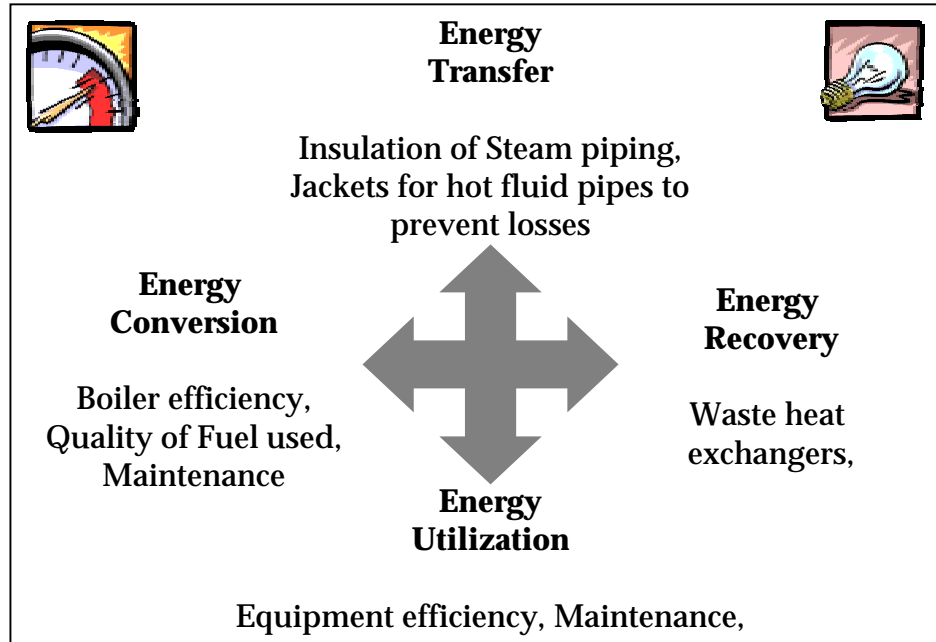 Energy
Transfer
Insulation of Steam piping,
Jackets for hot fluid pipes to
prevent losses
Energy
Conversion
Boiler efficiency,
Quality of Fuel used,
Maintenance
Energy
Recovery
Waste heat
exchangers,
Energy
Utilization
Equipment efficiency, Maintenance,